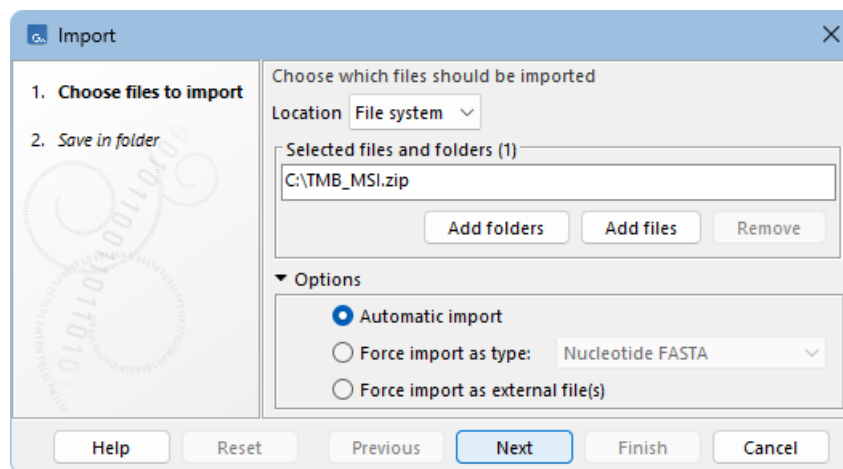 Import
1. Choose files to import
2. Save in folder
Choose which files should be imported
Location File system
Selected files and folders (1)
C:\TMB_MSI.zip
Add folders Add files Remove
Options
Automatic import
Force import as type: Nucleotide FASTA
Force import as external file(s)
Help Reset Previous Next Finish Cancel